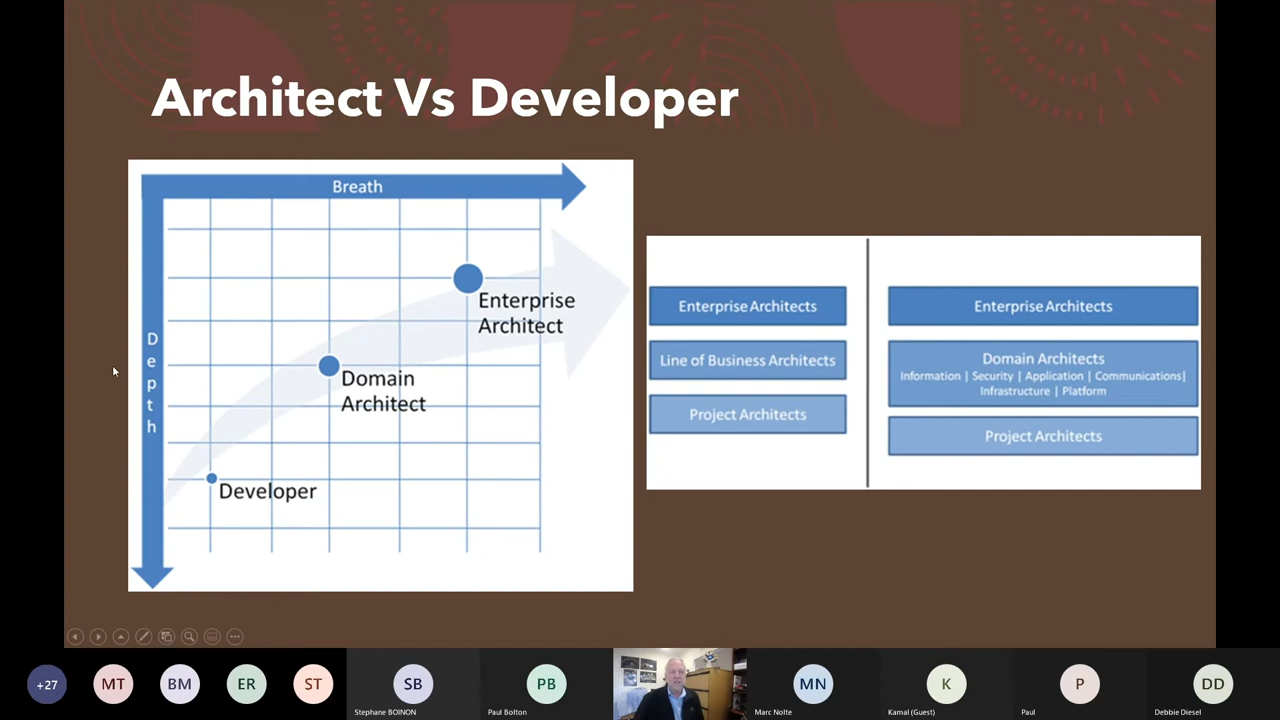 Architect Vs Developer
Breath
Depth
Enterprise
Architect
Domain
Architect
Developer
Enterprise Architects
Line of Business Architects
Project Architects
Enterprise Architects
Domain Architects
Information | Security | Application | Communications|
Infrastructure | Platform
Project Architects
+27
MT
BM
ER
ST
SB
Stephane BOINON
PB
Paul Bolton
MN
Marc Nolte
K
Kamal (Guest)
P
Paul
DD
Debbie Diesel